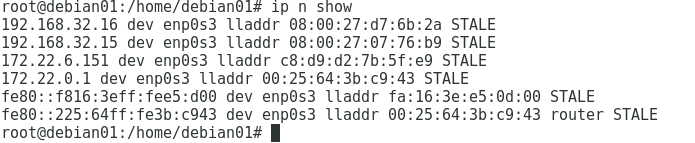 root@debian01:/home/debian01# ip n show
192.168.32.16 dev enp0s3 lladdr 08:00:27:d7:6b:2a STALE
192.168.32.15 dev enp0s3 lladdr 08:00:27:07:76:b9 STALE
172.22.6.151 dev enp0s3 lladdr c8:d9:d2:7b:5f:e9 STALE
172.22.0.1 dev enp0s3 lladdr 00:25:64:3b:c9:43 STALE
fe80::f816:3eff:fee5:d00 dev enp0s3 lladdr fa:16:3e:e5:0d:00 STALE
fe80::225:64ff:fe3b:c943 dev enp0s3 lladdr 00:25:64:3b:c9:43 router STALE
root@debian01:/home/debian01#